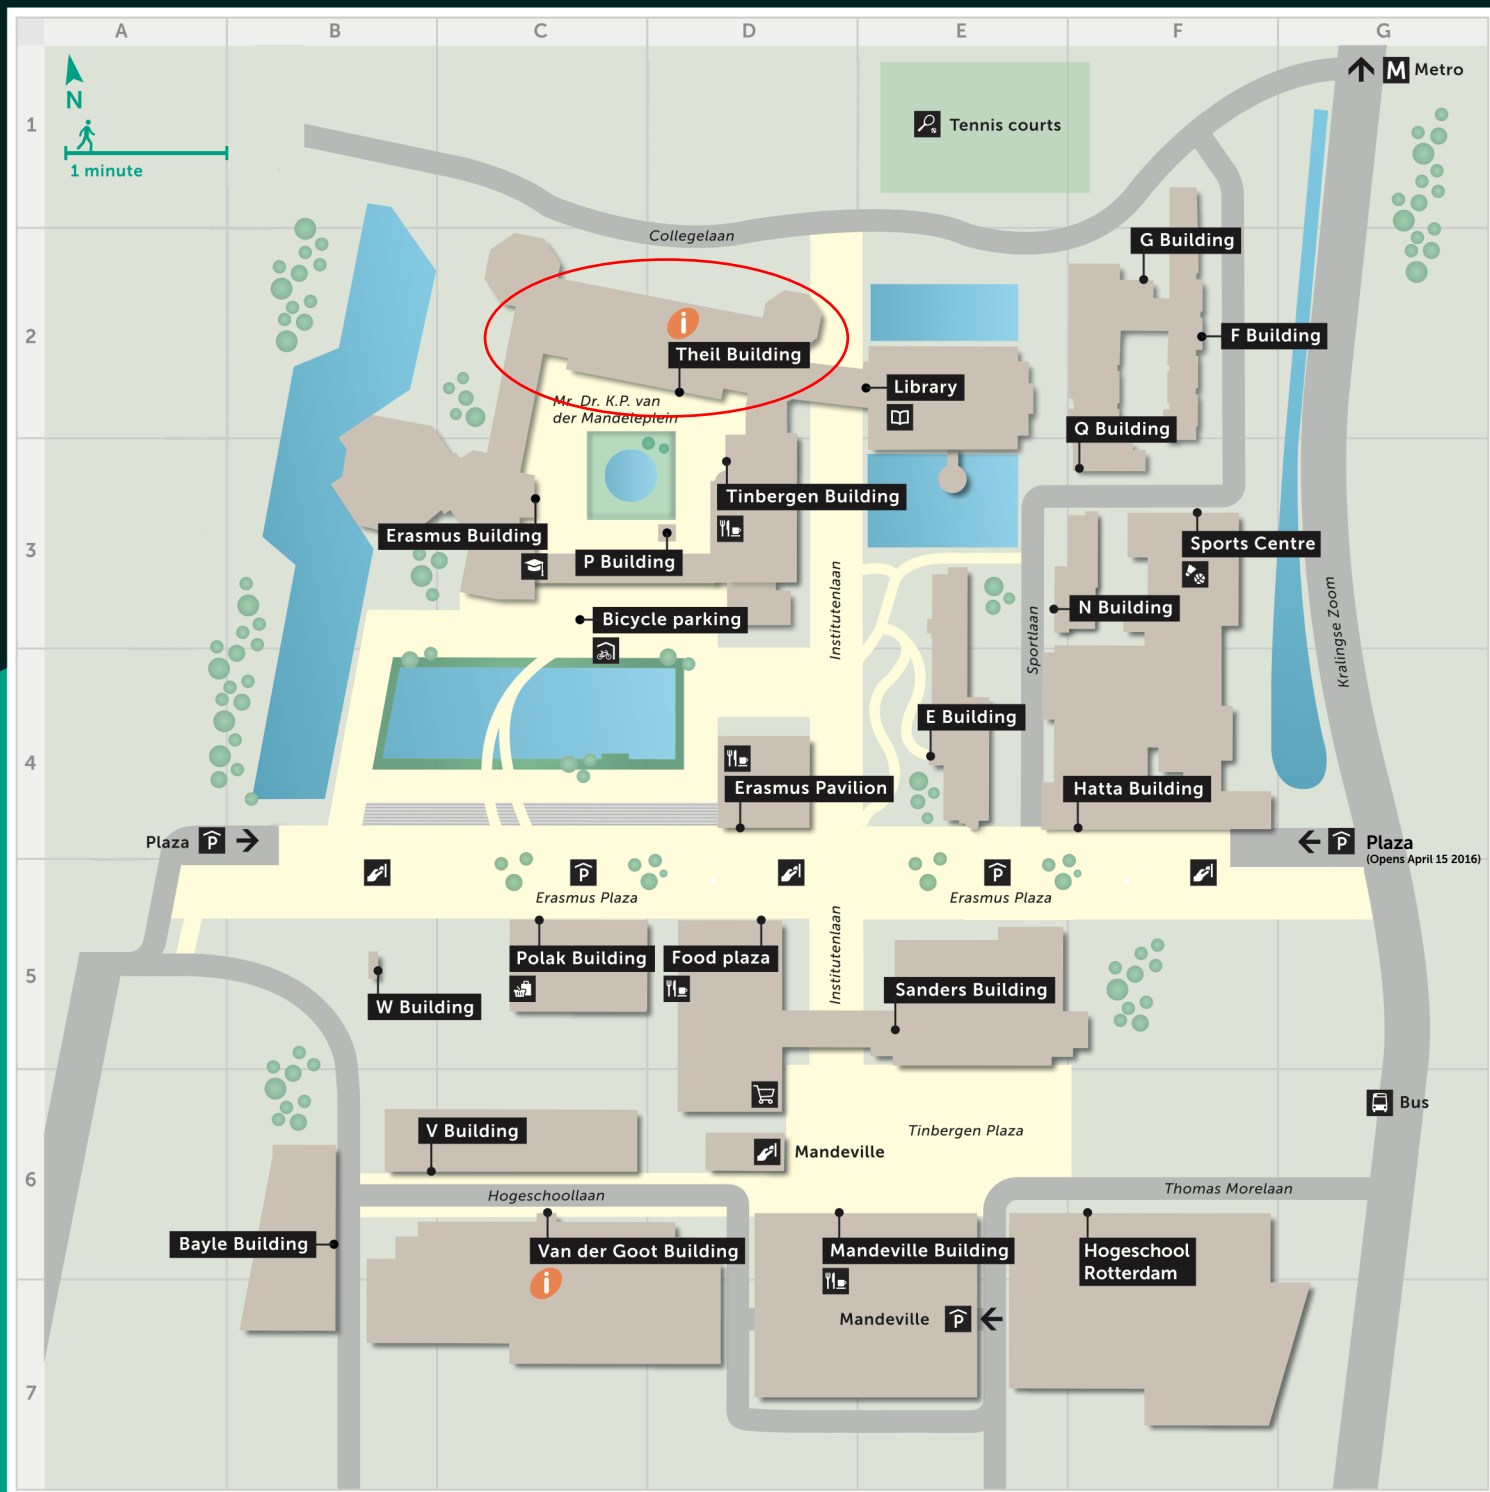 A B C D E F G
N
1 minute
M Metro
1
Tennis courts
Collegelaan
G Building
2
i
F Building
Theil Building
Library
Mr. Dr. K.P. van
der Mandeleplein
Q Building
Tinbergen Building
Erasmus Building
3
P Building
Sports Centre
N Building
Bicycle parking
Institutenlaan
Sportlaan
Kralingse Zoom
E Building
4
Erasmus Pavilion
Hatta Building
Plaza P
P Plaza
(Opens April 15 2016)
P
P
Erasmus Plaza
Erasmus Plaza
Institutenlaan
Polak Building
Food plaza
5
Sanders Building
W Building
Bus
V Building
Tinbergen Plaza
Mandeville
6
Hogeschoollaan
Thomas Morelaan
Bayle Building
Van der Goot Building
Mandeville Building
Hogeschool
Rotterdam
i
Mandeville P
7